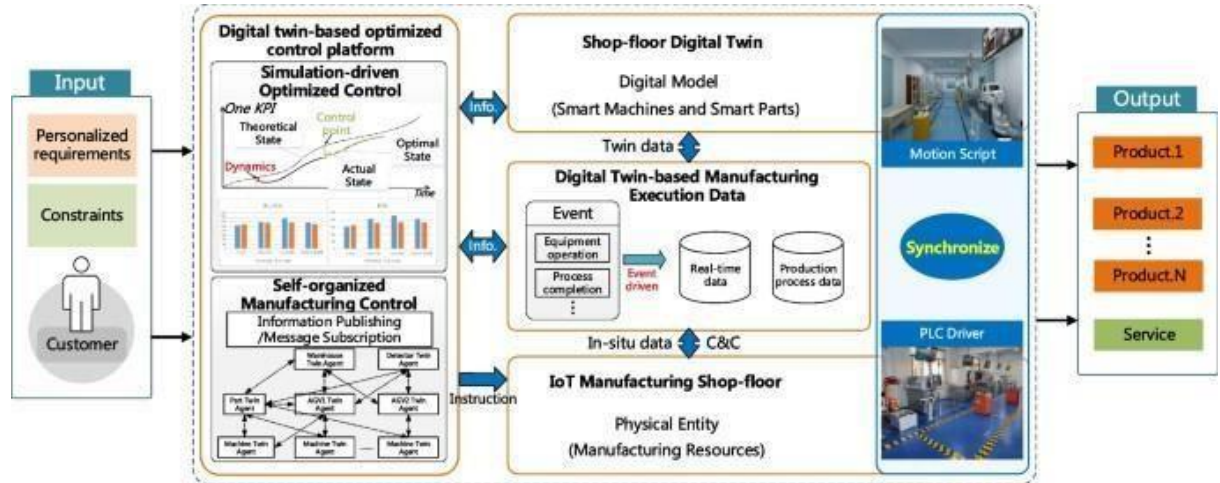 Input
Personalized
requirements
Constraints
Customer
Digital twin-based optimized
control platform
Simulation-driven
Optimized Control
One KPI
Theoretical
State
Control
point
Optimal
State
Dynamics
Actual
State
Time
Self-organized
Manufacturing Control
Information Publishing
/Message Subscription
Warehouse
Twin Agent
Detector Twin
Agent
Part Twin
Agent
AGV1 Twin
Agent
AGV2 Twin
Agent
Machine Twin
Agent
Machine Twin
Agent
Machine Twin
Agent
Info.
Info.
Instruction
Shop-floor Digital Twin
Digital Model
(Smart Machines and Smart Parts)
Twin data
Digital Twin-based Manufacturing
Execution Data
Event
Equipment
operation
Process
completion
Event
driven
Real-time
data
Production
process data
In-situ data
C&C
IoT Manufacturing Shop-floor
Physical Entity
(Manufacturing Resources)
Motion Script
Synchronize
PLC Driver
Output
Product.1
Product.2
Product.N
Service